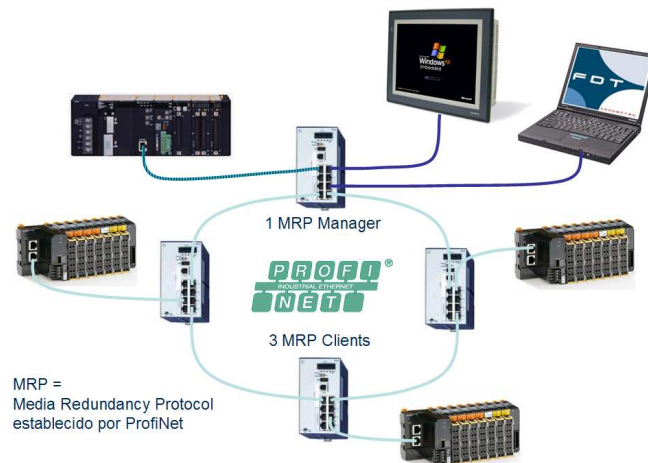 Windows XP
Embedded
FDT
1 MRP Manager
PROFI
INDUSTRIAL ETHERNET
NET
®
3 MRP Clients
MRP =
Media Redundancy Protocol
establecido por ProfiNet